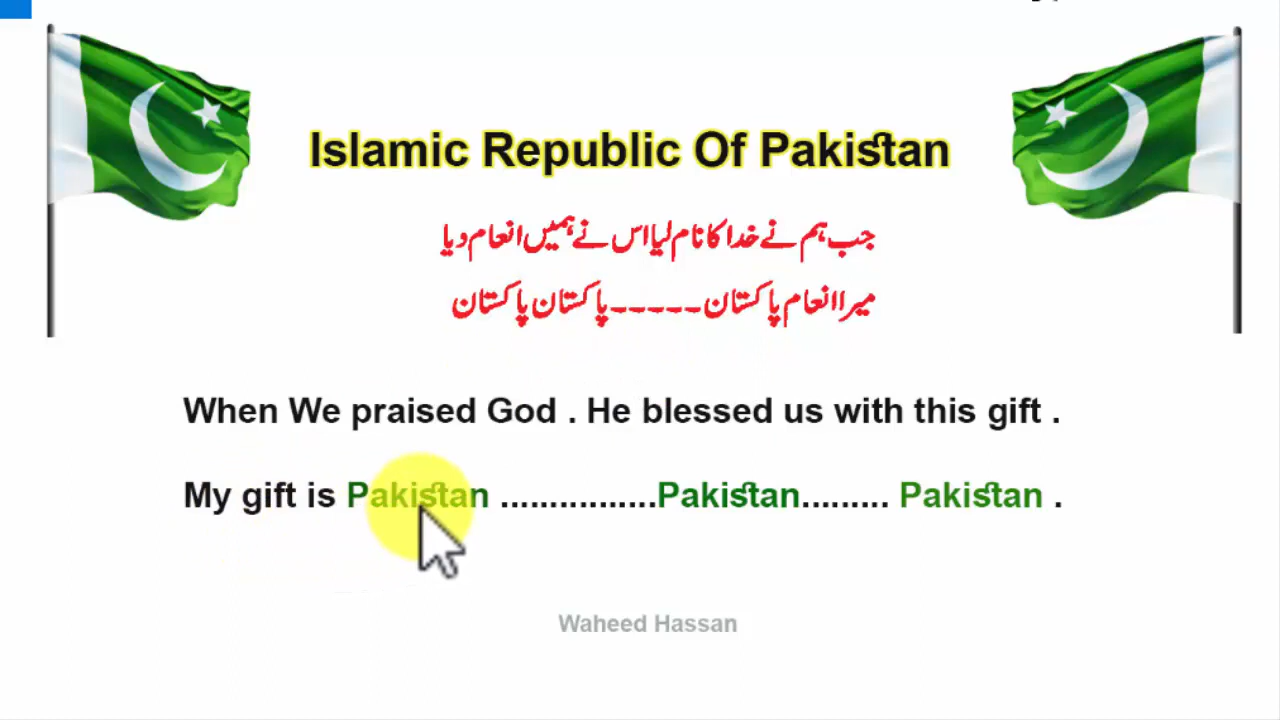 Islamic Republic Of Pakistan
جب ہم نے خدا کا نام لیا اس نے ہمیں انعام دیا
میرا انعام پاکستان ۔۔۔۔۔ پاکستان پاکستان
When We praised God . He blessed us with this gift .
My gift is Pakistan ................Pakistan......... Pakistan .
Waheed Hassan